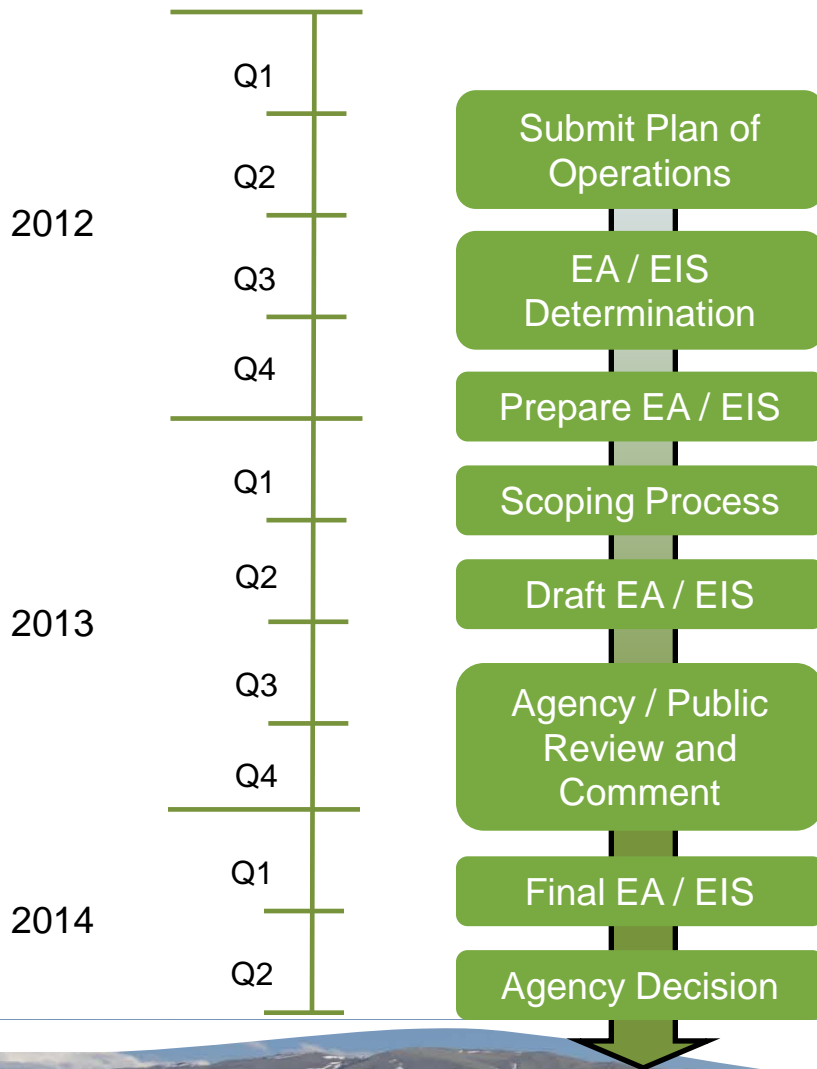 2012
Q1
Q2
Q3
Q4
2013
Q1
Q2
Q3
Q4
2014
Q1
Q2
Submit Plan of
Operations
EA / EIS
Determination
Prepare EA / EIS
Scoping Process
Draft EA / EIS
Agency / Public
Review and
Comment
Final EA / EIS
Agency Decision